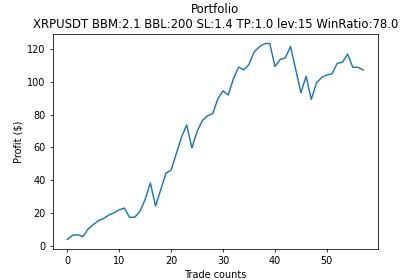 Portfolio
XRPUSDT BBM:2.1 BBL:200 SL:1.4 TP:1.0 lev:15 WinRatio:78.0
120
100
80
60
40
20
0
Profit ($)
0 10 20 30 40 50
Trade counts